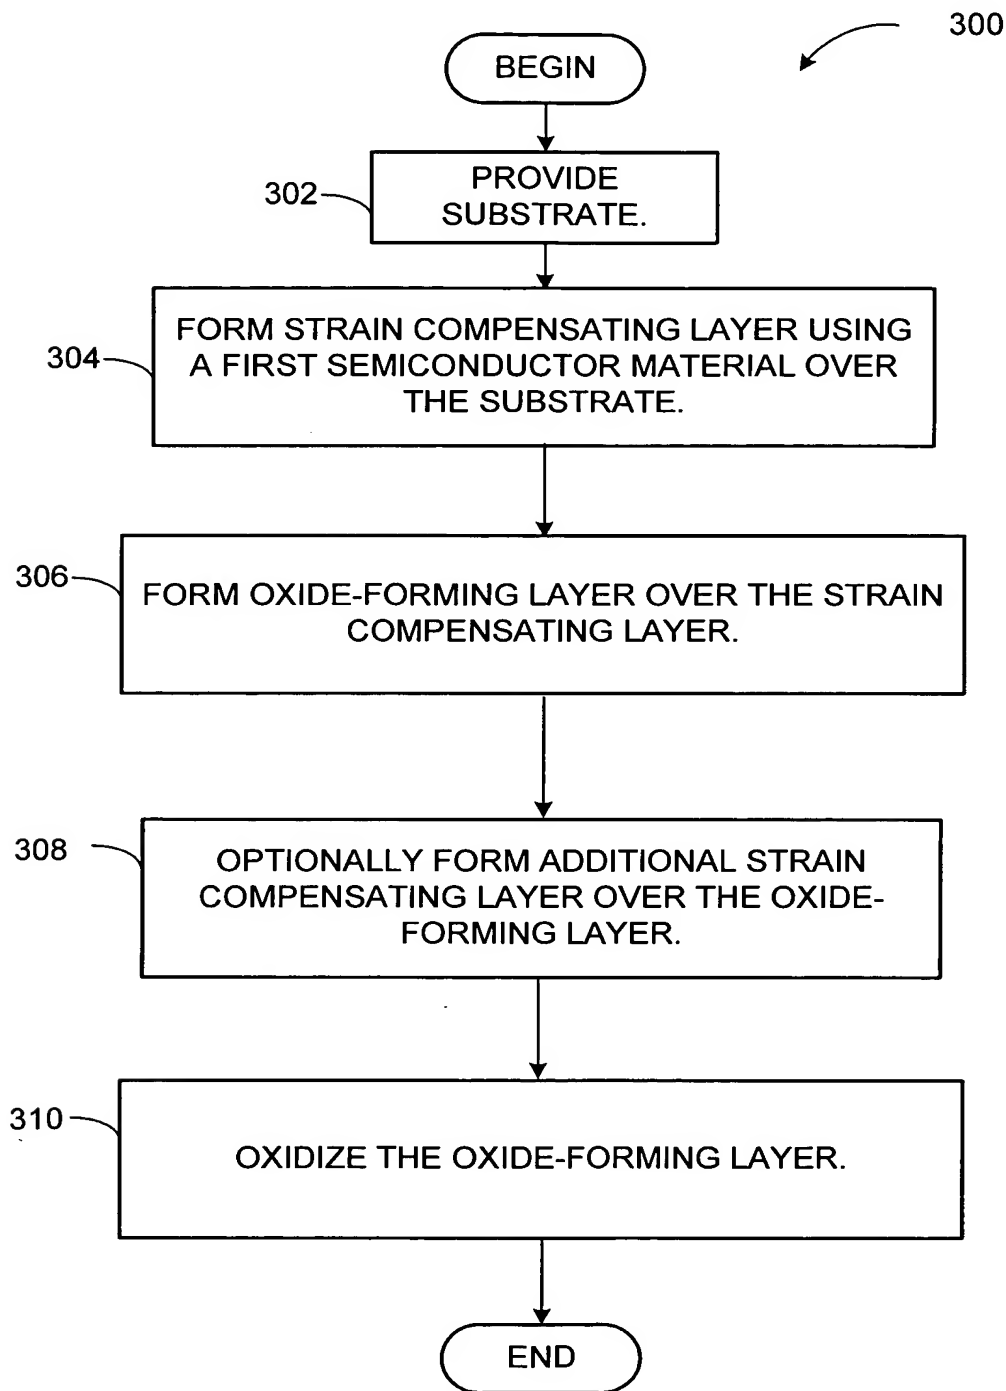 300
BEGIN
302
PROVIDE
SUBSTRATE.
304
FORM STRAIN COMPENSATING LAYER USING
A FIRST SEMICONDUCTOR MATERIAL OVER
THE SUBSTRATE.
306
FORM OXIDE-FORMING LAYER OVER THE STRAIN
COMPENSATING LAYER.
308
OPTIONALLY FORM ADDITIONAL STRAIN
COMPENSATING LAYER OVER THE OXIDE-
FORMING LAYER.
310
OXIDIZE THE OXIDE-FORMING LAYER.
END